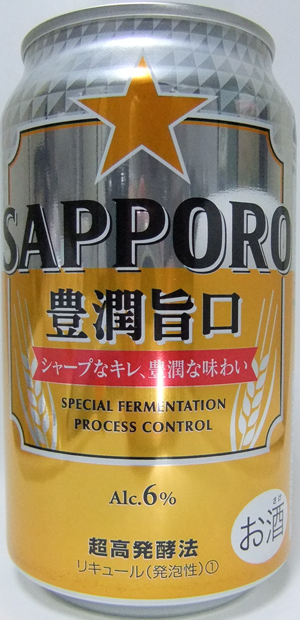 SAPPORO
豊潤旨口
シャープなキレ、豊潤な味わい
SPECIAL FERMENTATION
PROCESS CONTROL
Alc.6%
さけ
お酒
超高発酵法
リキュール(発泡性)①